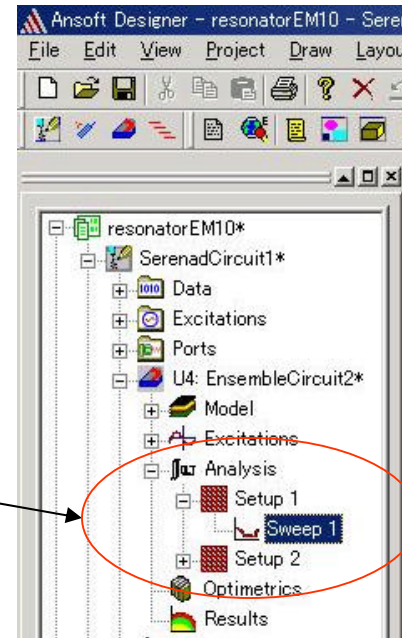 Ansoft Designer - resonatorEM10 - Sere
File Edit View Project Draw Layou
resonatorEM10*
SerenadCircuit1*
Data
Excitations
Ports
U4: EnsembleCircuit2*
Model
Excitations
Analysis
Setup 1
Sweep 1
Setup 2
Optimetrics
Results